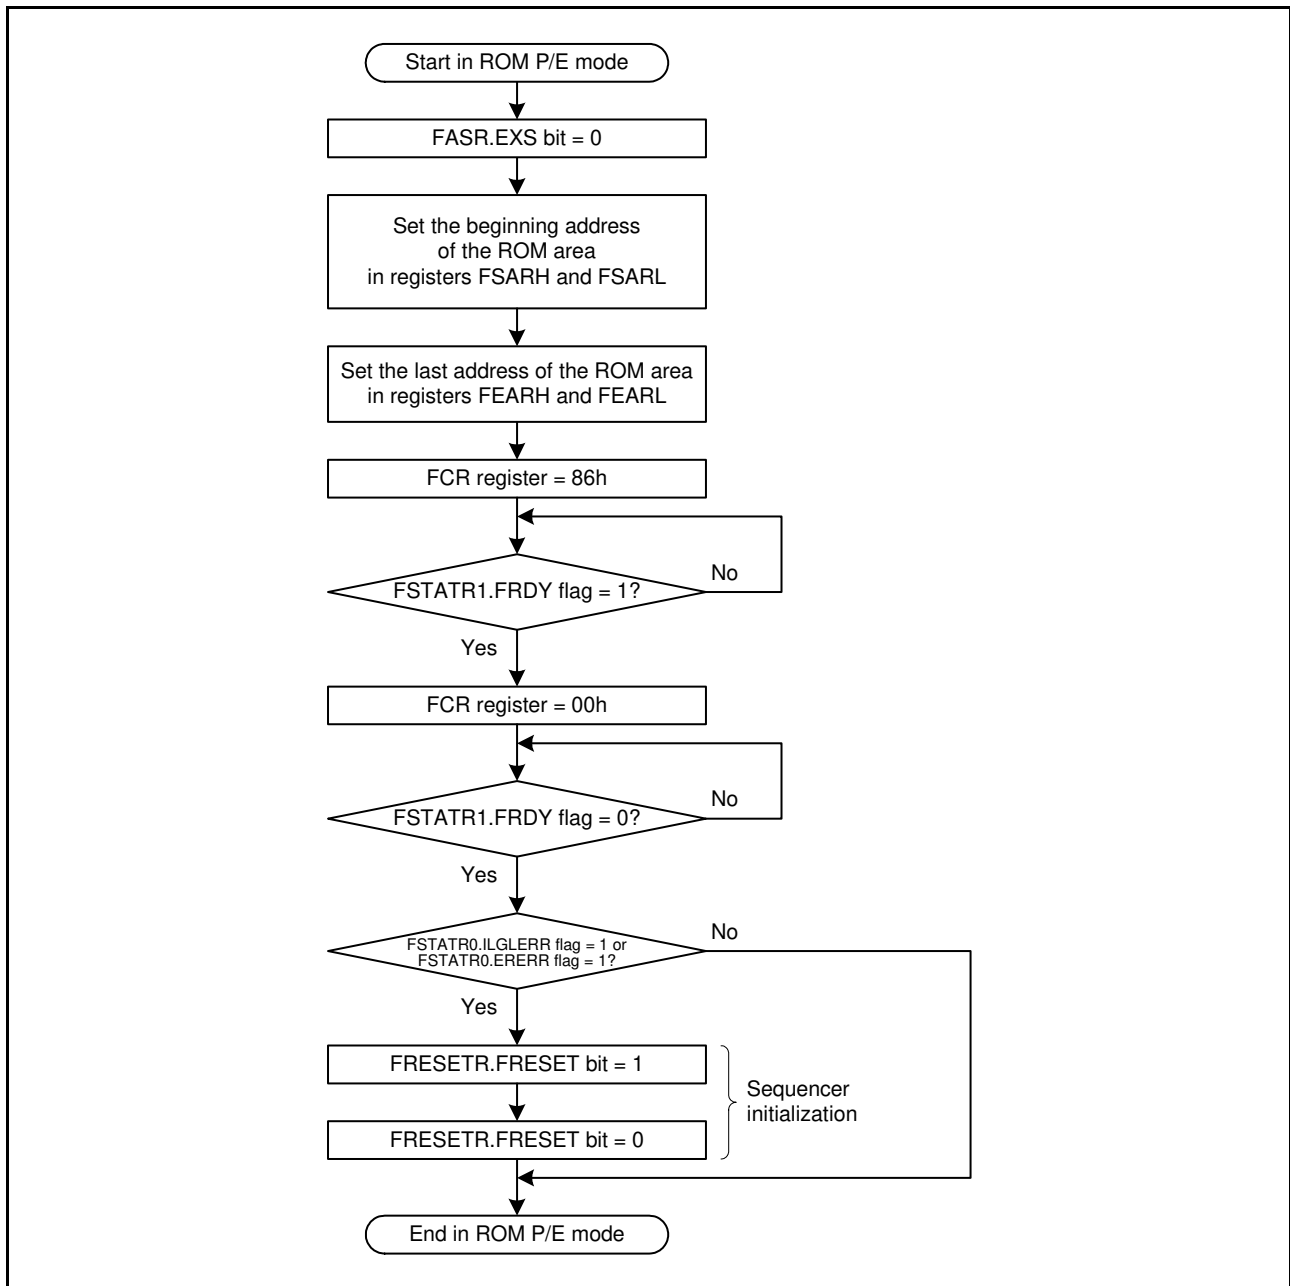 Start in ROM P/E mode
FASR.EXS bit = 0
Set the beginning address
of the ROM area
in registers FSARH and FSARL
Set the last address of the ROM area
in registers FEARH and FEARL
FCR register = 86h
FSTATR1.FRDY flag = 1?
No
Yes
FCR register = 00h
FSTATR1.FRDY flag = 0?
No
Yes
FSTATR0.ILGLERR flag = 1 or
FSTATR0.ERERR flag = 1?
No
Yes
FRESETR.FRESET bit = 1
FRESETR.FRESET bit = 0
Sequencer
initialization
End in ROM P/E mode